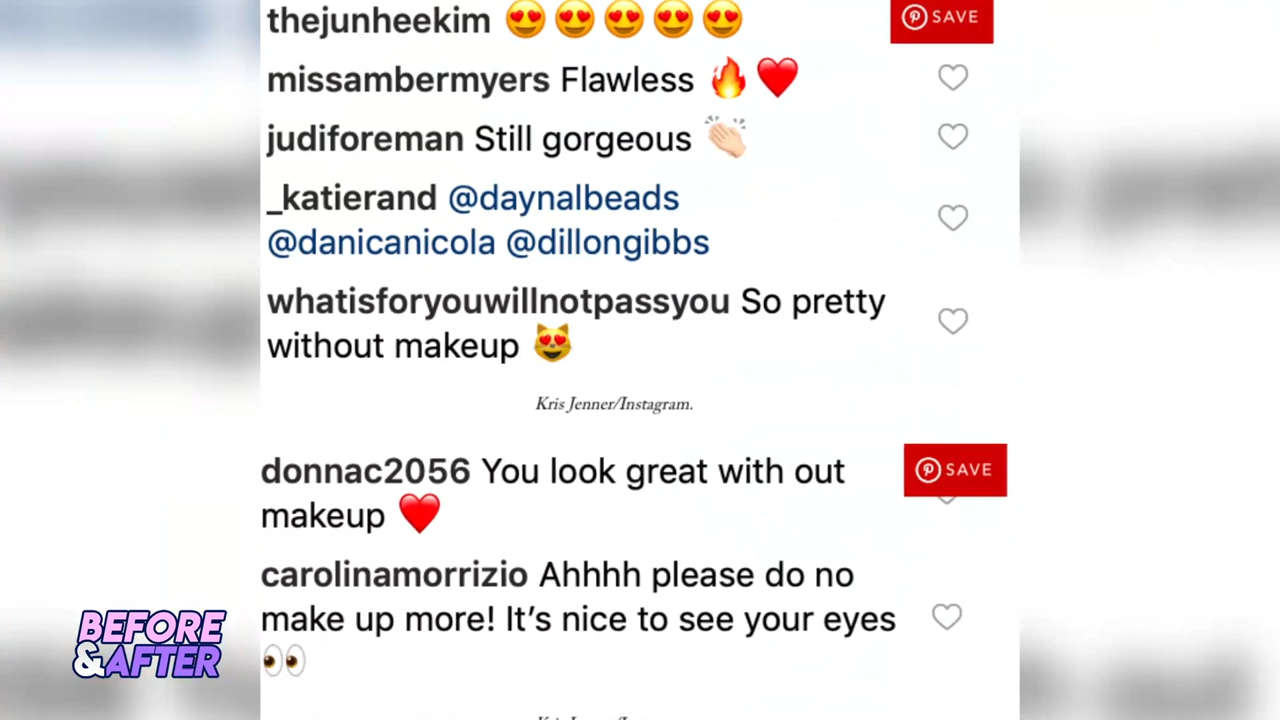 thejunheekim 😍😍😍😍😍
SAVE
missambermyers Flawless 🔥❤️
judiforeman Still gorgeous 👏🏻
_katierand @daynalbeads
@danicanicola @dillongibbs
whatisforyouwillnotpassyou So pretty
without makeup 😻
Kris Jenner/Instagram.
donnac2056 You look great with out
SAVE
makeup ❤️
carolinamorrizio Ahhhh please do no
make up more! It’s nice to see your eyes
👀
BEFORE
&AFTER